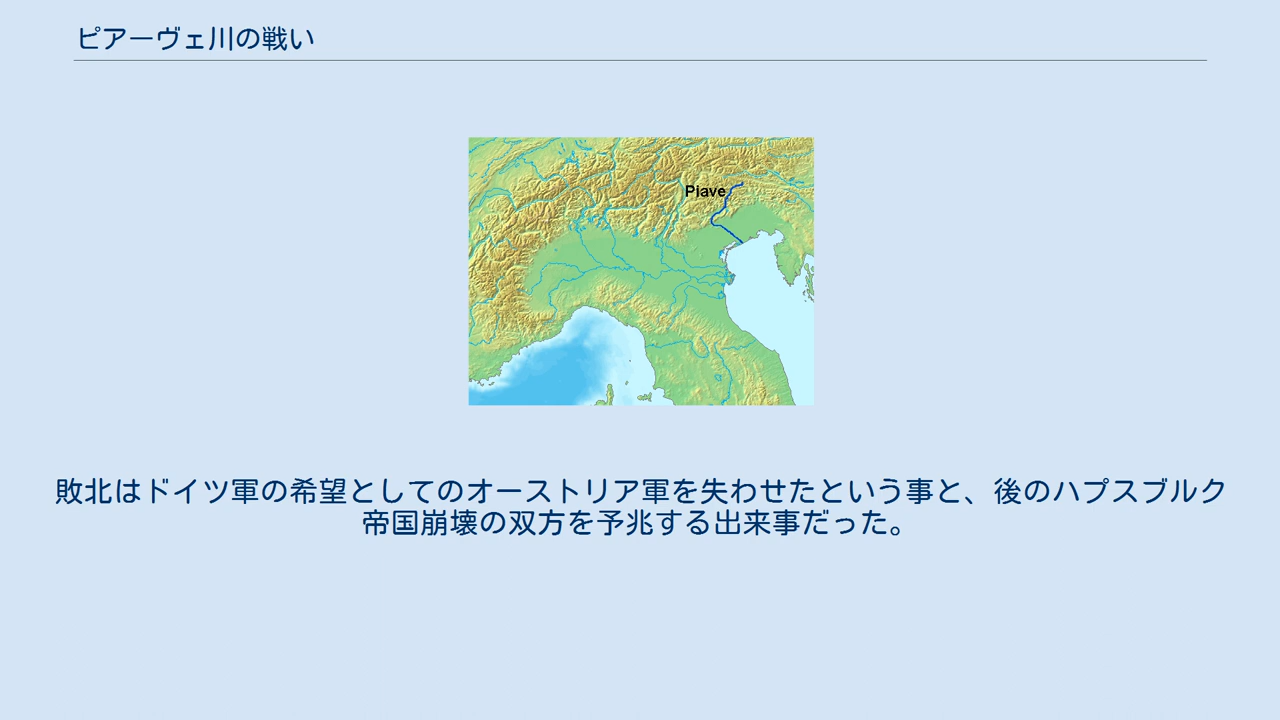 ピアーヴェ川の戦い
Piave
敗北はドイツ軍の希望としてのオーストリア軍を失わせたという事と、後のハプスブルク
帝国崩壊の双方を予兆する出来事だった。